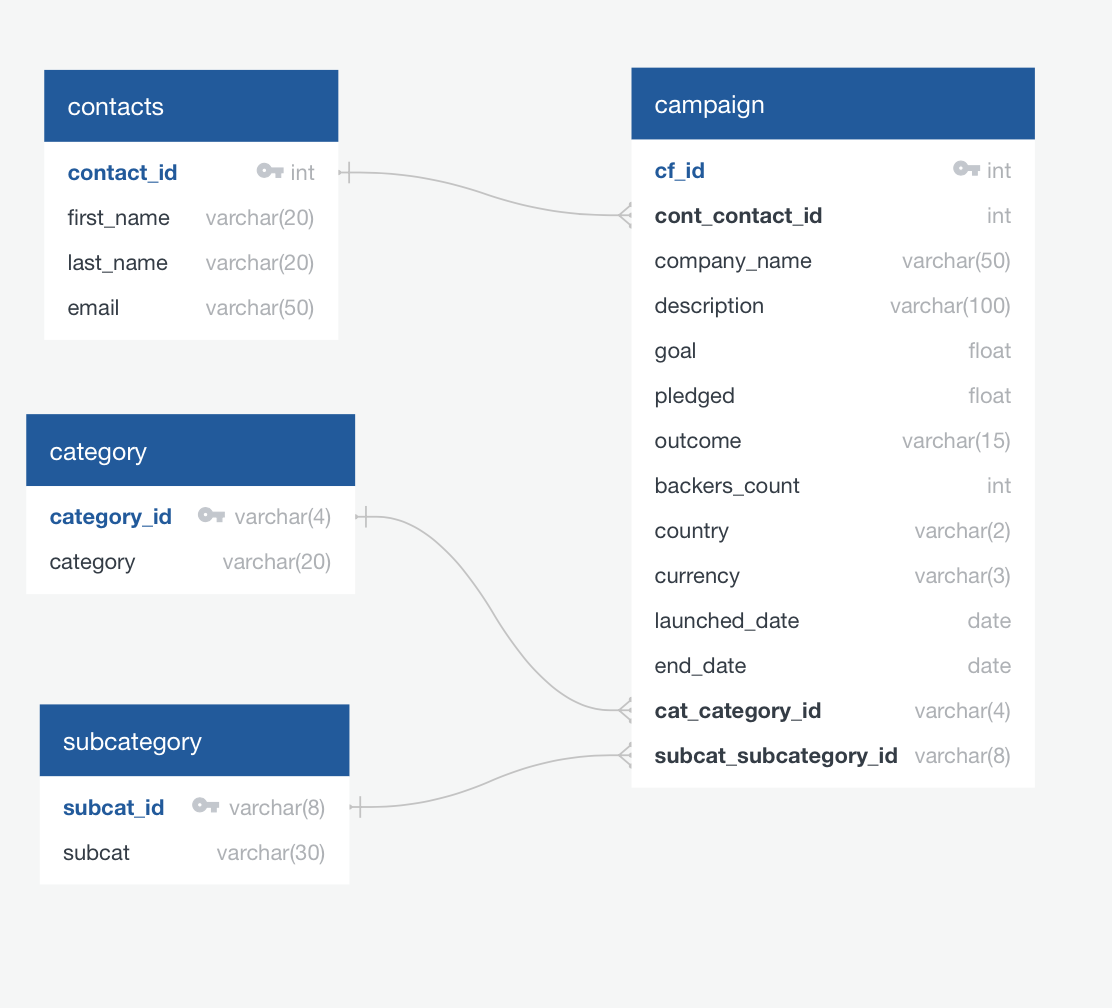 contacts
contact_id int
first_name varchar(20)
last_name varchar(20)
email varchar(50)
category
category_id varchar(4)
category varchar(20)
subcategory
subcat_id varchar(8)
subcat varchar(30)
campaign
cf_id int
cont_contact_id int
company_name varchar(50)
description varchar(100)
goal float
pledged float
outcome varchar(15)
backers_count int
country varchar(2)
currency varchar(3)
launched_date date
end_date date
cat_category_id varchar(4)
subcat_subcategory_id varchar(8)